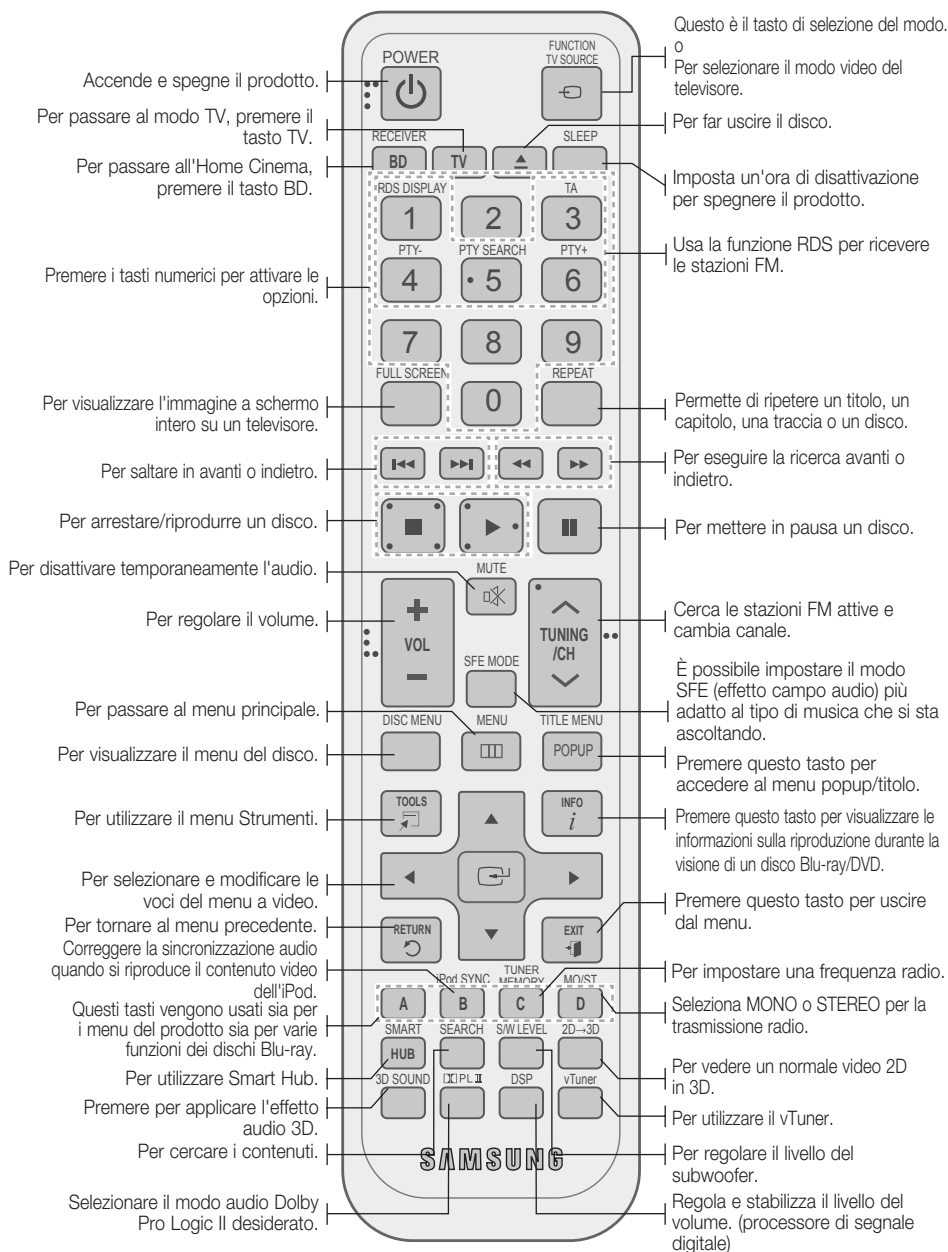 POWER
FUNCTION
TV SOURCE
Questo è il tasto di selezione del modo.
o
Per selezionare il modo video del
televisore.
Accende e spegne il prodotto.
Per passare al modo TV, premere il
tasto TV.
Per far uscire il disco.
RECEIVER
SLEEP
BD
TV
Per passare all'Home Cinema,
premere il tasto BD.
Imposta un'ora di disattivazione
per spegnere il prodotto.
RDS DISPLAY
TA
1
2
3
Usa la funzione RDS per ricevere
le stazioni FM.
PTY-
PTY SEARCH
PTY+
Premere i tasti numerici per attivare le
opzioni.
4
5
6
7
8
9
FULL SCREEN
REPEAT
0
Per visualizzare l'immagine a schermo
intero su un televisore.
Permette di ripetere un titolo, un
capitolo, una traccia o un disco.
Per saltare in avanti o indietro.
Per eseguire la ricerca avanti o
indietro.
Per arrestare/riprodurre un disco.
Per mettere in pausa un disco.
Per disattivare temporaneamente l'audio.
MUTE
Per regolare il volume.
VOL
TUNING
/CH
Cerca le stazioni FM attive e
cambia canale.
SFE MODE
È possibile impostare il modo
SFE (effetto campo audio) più
adatto al tipo di musica che si sta
ascoltando.
Per passare al menu principale.
DISC MENU
MENU
TITLE MENU
Per visualizzare il menu del disco.
POPUP
Premere questo tasto per
accedere al menu popup/titolo.
Per utilizzare il menu Strumenti.
TOOLS
INFO
i
Premere questo tasto per visualizzare le
informazioni sulla riproduzione durante la
visione di un disco Blu-ray/DVD.
Per selezionare e modificare le
voci del menu a video.
Premere questo tasto per uscire
dal menu.
Per tornare al menu precedente.
RETURN
EXIT
Correggere la sincronizzazione audio
quando si riproduce il contenuto video
dell'iPod.
iPod SYNC
TUNER
MEMORY
MO/ST
Per impostare una frequenza radio.
A
B
C
D
Seleziona MONO o STEREO per la
trasmissione radio.
Questi tasti vengono usati sia per
i menu del prodotto sia per varie
funzioni dei dischi Blu-ray.
SMART
SEARCH
S/W LEVEL
2D→3D
HUB
Per utilizzare Smart Hub.
Per vedere un normale video 2D
in 3D.
3D SOUND
PL II
DSP
vTuner
Premere per applicare l'effetto
audio 3D.
Per utilizzare il vTuner.
Per cercare i contenuti.
SAMSUNG
Per regolare il livello del
subwoofer.
Selezionare il modo audio Dolby
Pro Logic II desiderato.
Regola e stabilizza il livello del
volume. (processore di segnale
digitale)